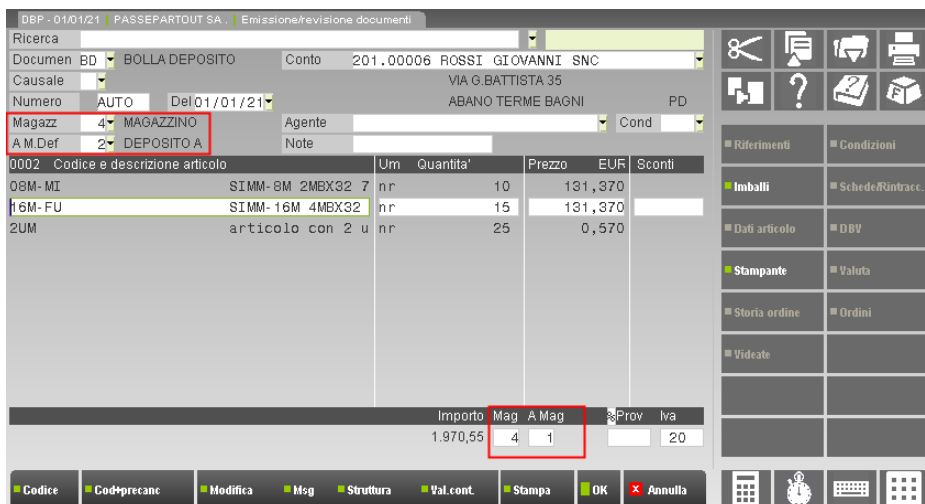 DBP - 01/01/21 | PASSEPARTOUT SA . | Emissione/revisione documenti
Ricerca
Documen BD BOLLA DEPOSITO Conto 201.00006 ROSSI GIOVANNI SNC
Causale VIA G.BATTISTA 35
Numero AUTO Del 01/01/21 ABANO TERME BAGNI PD
Magazz 4 MAGAZZINO Agente Cond
A M.Def 2 DEPOSITO A Note
0002 Codice e descrizione articolo Um Quantita' Prezzo EUR Sconti
08M-MI SIMM-8M 2MBX32 7 nr 10 131,370
16M-FU SIMM-16M 4MBX32 nr 15 131,370
2UM articolo con 2 u nr 25 0,570
Importo Mag A Mag %Prov Iva
1.970,55 4 1 20
Riferimenti Condizioni
Imballi Schede/Rintracc.
Dati articolo DBV
Stampante Valuta
Storia ordine Ordini
Videate
Codice Cod+precanc Modifica Msg Struttura Val.cont. Stampa OK Annulla